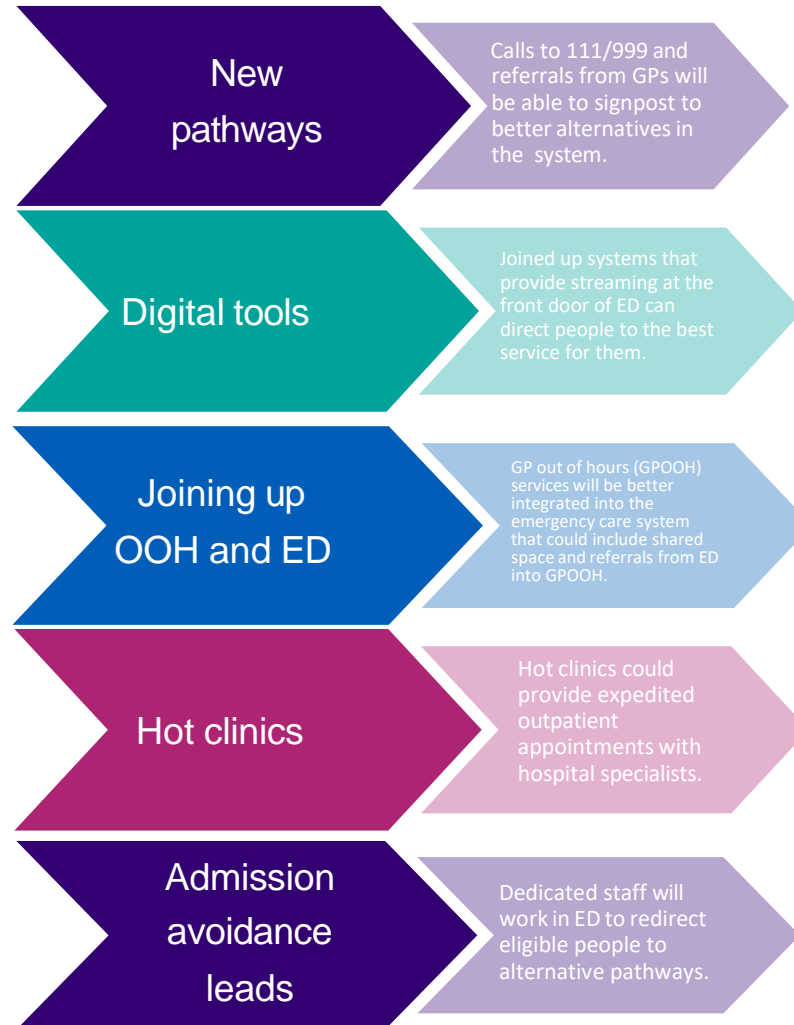 New
pathways
Calls to 111/999 and
referrals from GPs will
be able to signpost to
better alternatives in
the system.
Digital tools
Joined up systems that
provide streaming at the
front door of ED can
direct people to the best
service for them.
Joining up
OOH and ED
GP out of hours (GPOOH)
services will be better
integrated into the
emergency care system
that could include shared
space and referrals from ED
into GPOOH.
Hot clinics
Hot clinics could
provide expedited
outpatient
appointments with
hospital specialists.
Admission
avoidance
leads
Dedicated staff will
work in ED to redirect
eligible people to
alternative pathways.